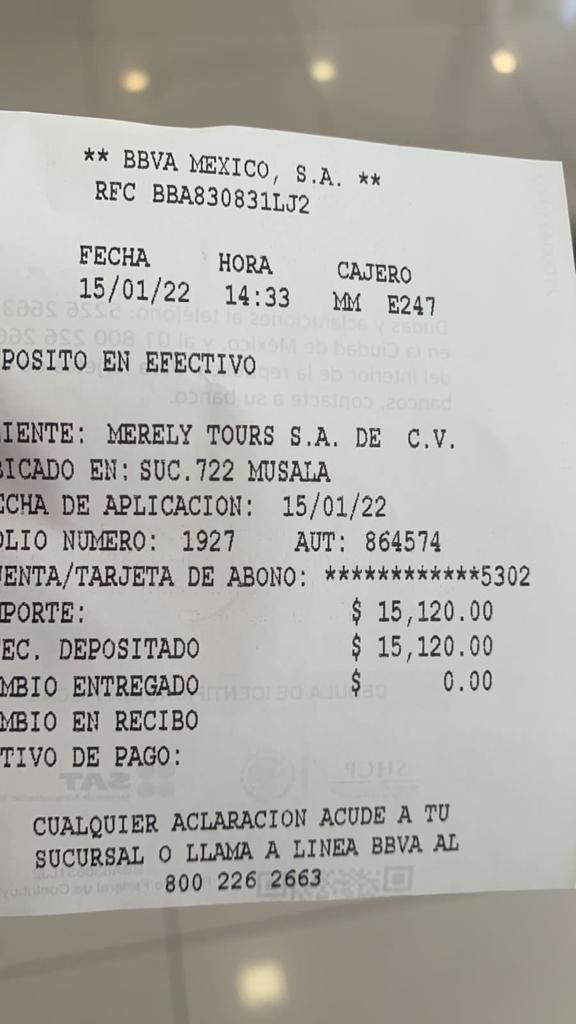 ** BBVA MEXICO, S.A. **
RFC BBA830831LJ2
FECHA HORA CAJERO
15/01/22 14:33 MM E247
POSITO EN EFECTIVO
IENTE: MERELY TOURS S.A. DE C.V.
ICADO EN: SUC.722 MUSALA
CHA DE APLICACION: 15/01/22
LIO NUMERO: 1927 AUT: 864574
ENTA/TARJETA DE ABONO: ************5302
PORTE: $ 15,120.00
EC. DEPOSITADO $ 15,120.00
MBIO ENTREGADO $ 0.00
MBIO EN RECIBO
TIVO DE PAGO:
CUALQUIER ACLARACION ACUDE A TU
SUCURSAL O LLAMA A LINEA BBVA AL
800 226 2663